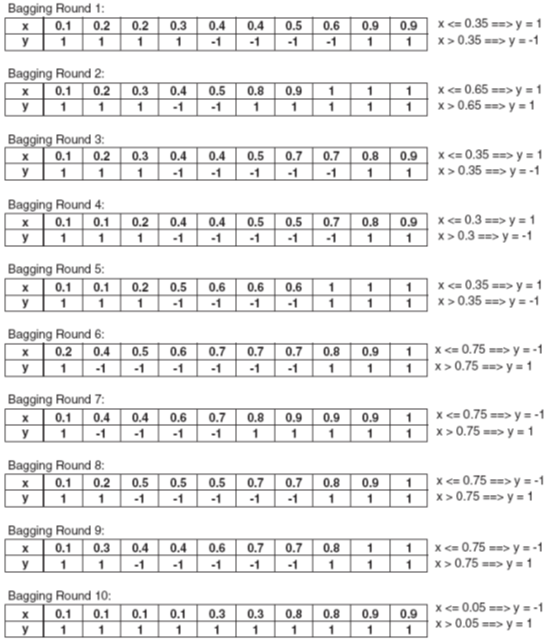 Bagging Round 1:
x 0.1 0.2 0.2 0.3 0.4 0.4 0.5 0.6 0.9 0.9 x <= 0.35 ==> y = 1
y 1 1 1 1 -1 -1 -1 -1 1 1 x > 0.35 ==> y = -1
Bagging Round 2:
x 0.1 0.2 0.3 0.4 0.5 0.8 0.9 1 1 1 x <= 0.65 ==> y = 1
y 1 1 1 -1 -1 1 1 1 1 1 x > 0.65 ==> y = 1
Bagging Round 3:
x 0.1 0.2 0.3 0.4 0.4 0.5 0.7 0.7 0.8 0.9 x <= 0.35 ==> y = 1
y 1 1 1 -1 -1 -1 -1 -1 1 1 x > 0.35 ==> y = -1
Bagging Round 4:
x 0.1 0.1 0.2 0.4 0.4 0.5 0.5 0.7 0.8 0.9 x <= 0.3 ==> y = 1
y 1 1 1 -1 -1 -1 -1 -1 1 1 x > 0.3 ==> y = -1
Bagging Round 5:
x 0.1 0.1 0.2 0.5 0.6 0.6 0.6 1 1 1 x <= 0.35 ==> y = 1
y 1 1 1 -1 -1 -1 -1 1 1 1 x > 0.35 ==> y = -1
Bagging Round 6:
x 0.2 0.4 0.5 0.6 0.7 0.7 0.7 0.8 0.9 1 x <= 0.75 ==> y = -1
y 1 -1 -1 -1 -1 -1 -1 1 1 1 x > 0.75 ==> y = 1
Bagging Round 7:
x 0.1 0.4 0.4 0.6 0.7 0.8 0.9 0.9 0.9 1 x <= 0.75 ==> y = -1
y 1 -1 -1 -1 -1 1 1 1 1 1 x > 0.75 ==> y = 1
Bagging Round 8:
x 0.1 0.2 0.5 0.5 0.5 0.7 0.7 0.8 0.9 1 x <= 0.75 ==> y = -1
y 1 1 -1 -1 -1 -1 -1 1 1 1 x > 0.75 ==> y = 1
Bagging Round 9:
x 0.1 0.3 0.4 0.4 0.6 0.7 0.7 0.8 1 1 x <= 0.75 ==> y = -1
y 1 1 -1 -1 -1 -1 -1 1 1 1 x > 0.75 ==> y = 1
Bagging Round 10:
x 0.1 0.1 0.1 0.1 0.3 0.3 0.8 0.8 0.9 0.9 x <= 0.05 ==> y = -1
y 1 1 1 1 1 1 1 1 1 1 x > 0.05 ==> y = 1